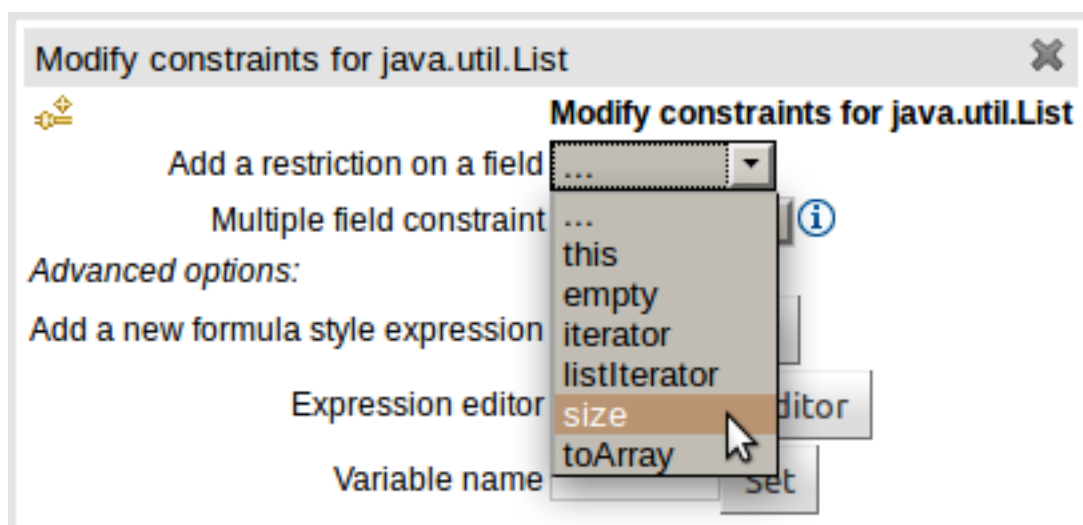 Modify constraints for java.util.List
Modify constraints for java.util.List
Add a restriction on a field ...
Multiple field constraint ...
this
Advanced options:
empty
Add a new formula style expression
iterator
listIterator
Expression editor
size
ditor
toArray
Variable name
Set